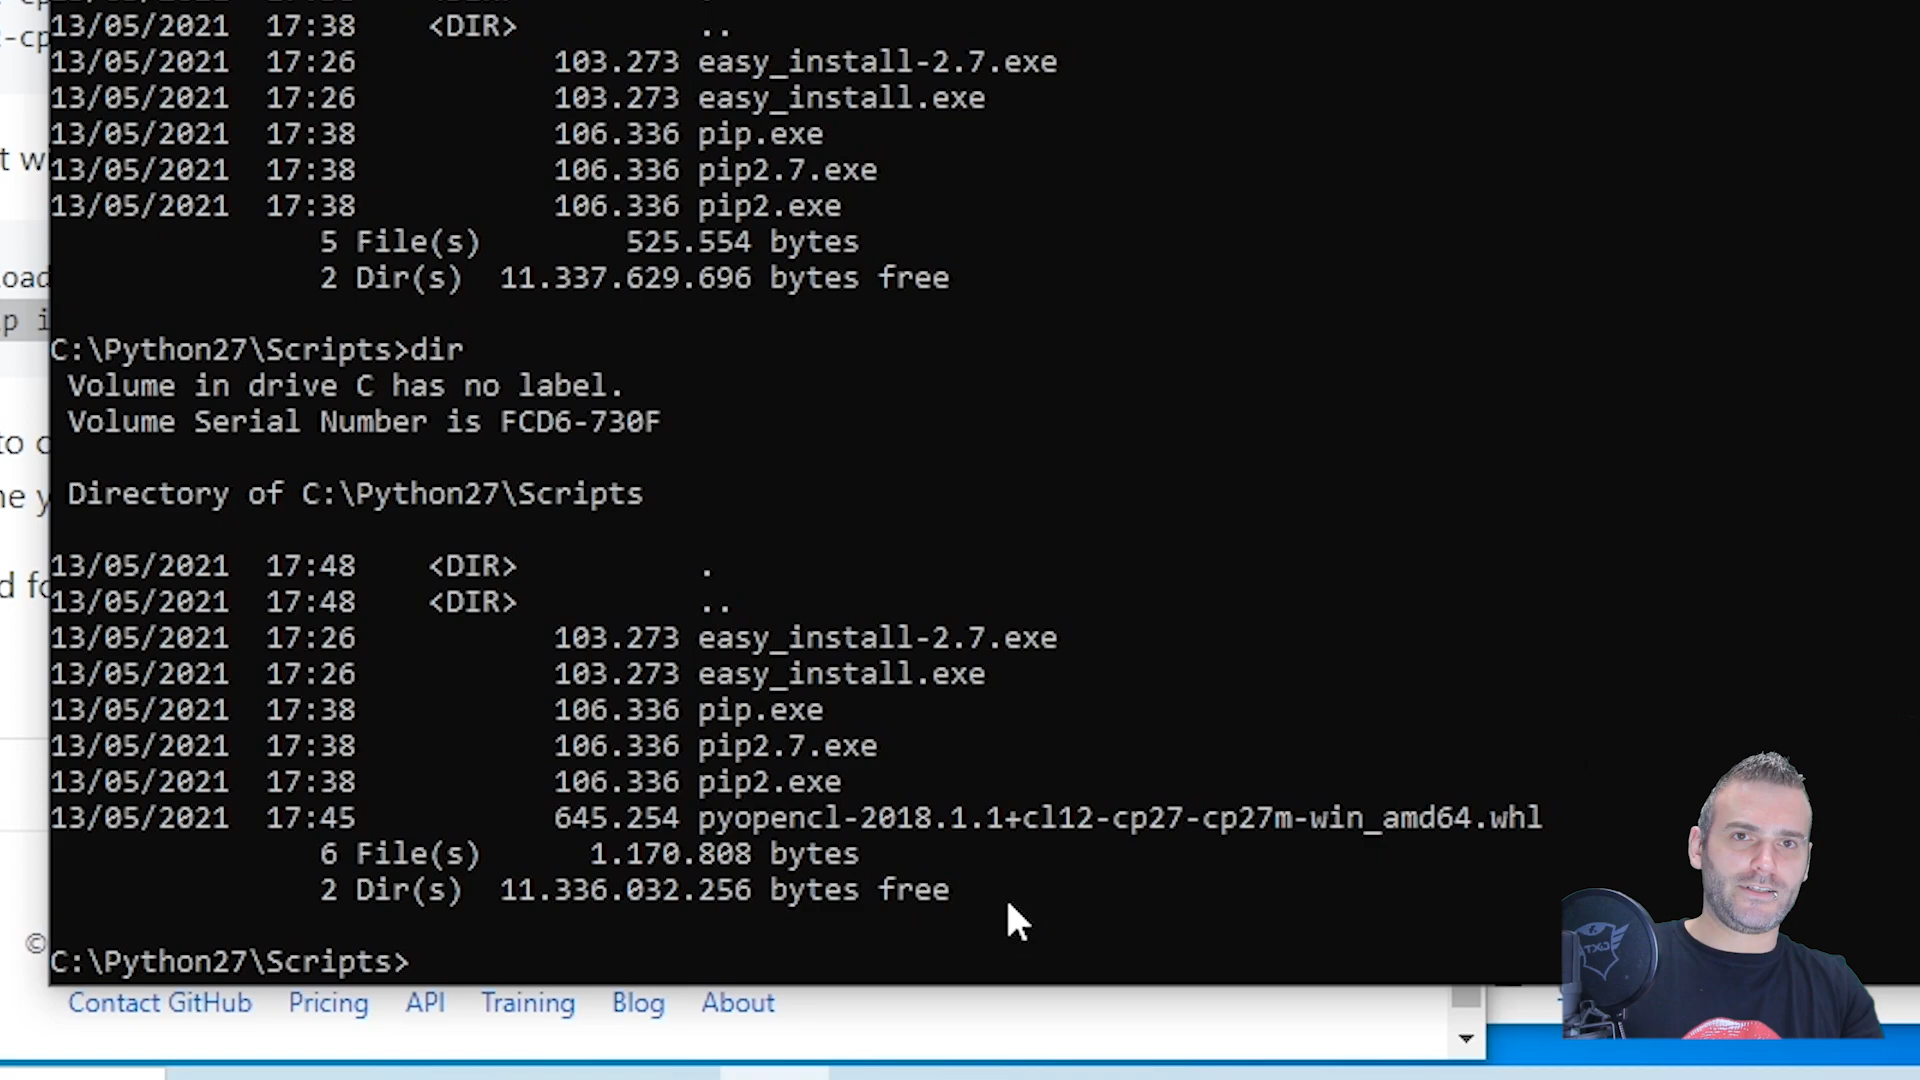 13/05/2021  17:38    <DIR>          ..
13/05/2021  17:26           103.273 easy_install-2.7.exe
13/05/2021  17:26           103.273 easy_install.exe
13/05/2021  17:38           106.336 pip.exe
13/05/2021  17:38           106.336 pip2.7.exe
13/05/2021  17:38           106.336 pip2.exe
5 File(s)        525.554 bytes
2 Dir(s)  11.337.629.696 bytes free
C:\Python27\Scripts>dir
Volume in drive C has no label.
Volume Serial Number is FCD6-730F
Directory of C:\Python27\Scripts
13/05/2021  17:48    <DIR>          .
13/05/2021  17:48    <DIR>          ..
13/05/2021  17:26           103.273 easy_install-2.7.exe
13/05/2021  17:26           103.273 easy_install.exe
13/05/2021  17:38           106.336 pip.exe
13/05/2021  17:38           106.336 pip2.7.exe
13/05/2021  17:38           106.336 pip2.exe
13/05/2021  17:45           645.254 pyopencl-2018.1.1+cl12-cp27-cp27m-win_amd64.whl
6 File(s)      1.170.808 bytes
2 Dir(s)  11.336.032.256 bytes free
©
C:\Python27\Scripts>
Contact GitHub Pricing API Training Blog About